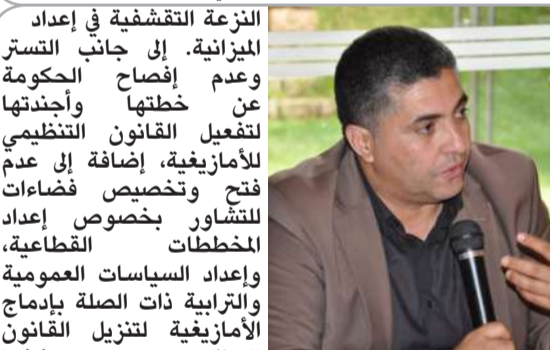 النزعة التقشفية في إعداد
الميزانية. إلى جانب التستر
وعدم إفصاح الحكومة
عن خطتها وأجندتها
لتفعيل القانون التنظيمي
للأمازيغية، إضافة إلى عدم
فتح وتخصيص فضاءات
للتشاور بخصوص إعداد
المخططات القطاعية،
وإعداد السياسات العمومية
والترابية ذات الصلة بإدماج
الأمازيغية لتنزيل القانون